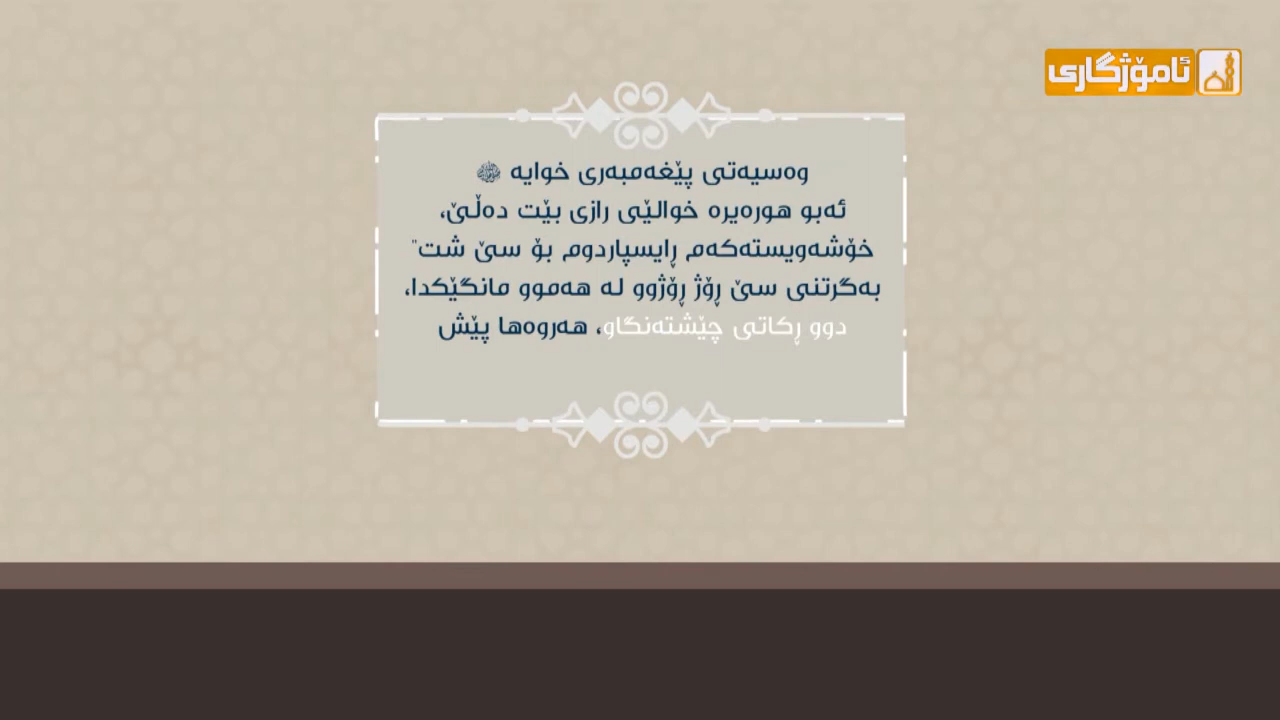 ئامۆژگاری
وەسیەتی پێغەمبەری خوایە ﷺ
ئەبو هورەیرە خوالێی رازی بێت دەڵێ،
خۆشەویستەکەم ڕایسپاردوم بۆ سێ شت"
بەگرتنی سێ ڕۆژ ڕۆژوو لە هەموو مانگێکدا،
دوو ڕکاتی چێشتەنگاو، هەروەها پێش